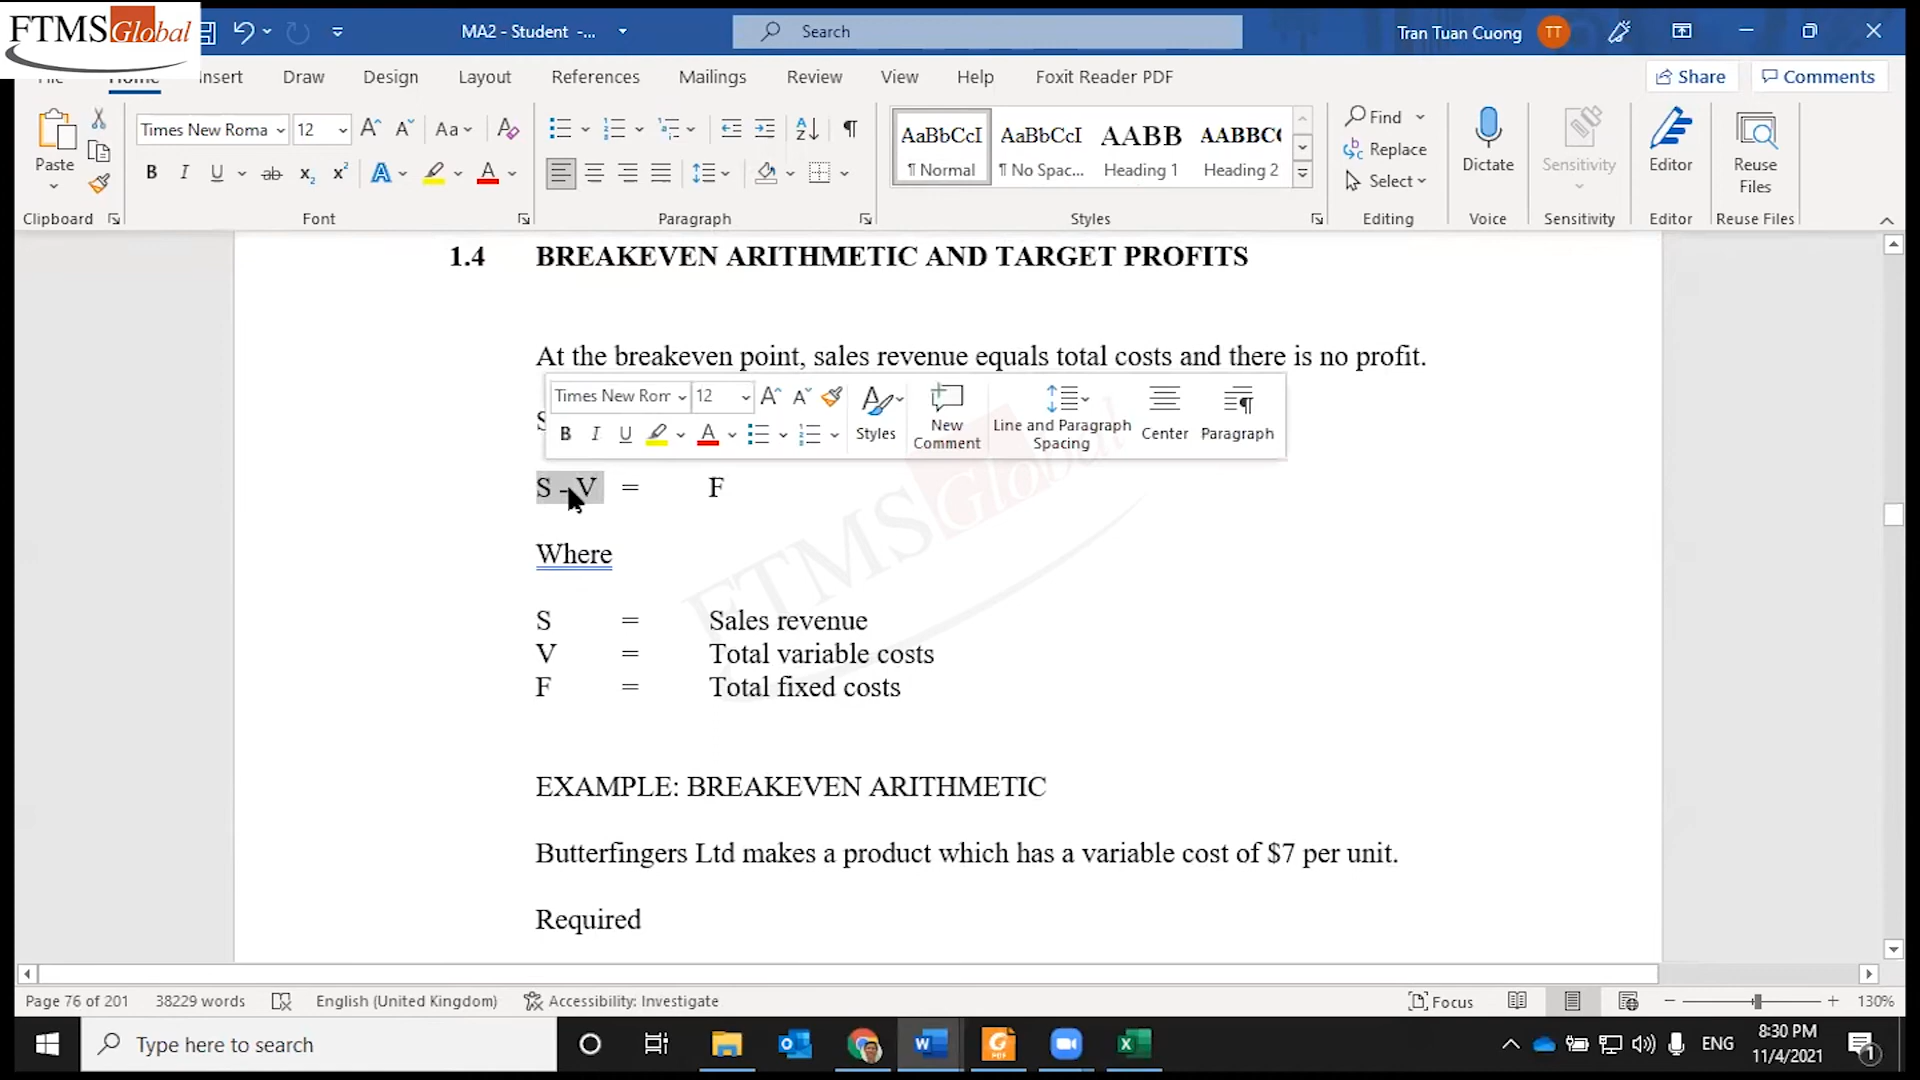 FTMSGlobal
MA2 - Student -...
Search
Tran Tuan Cuong
TT
Home
Insert
Draw
Design
Layout
References
Mailings
Review
View
Help
Foxit Reader PDF
Share
Comments
Paste
Times New Roma
12
Aa
AaBbCcI
¶ Normal
AaBbCcI
¶ No Spac...
AABB
Heading 1
AABBC
Heading 2
Find
Replace
Select
Dictate
Sensitivity
Editor
Reuse
Files
Clipboard
Font
Paragraph
Styles
Editing
Voice
Sensitivity
Editor
Reuse Files
1.4 BREAKEVEN ARITHMETIC AND TARGET PROFITS
At the breakeven point, sales revenue equals total costs and there is no profit.
Times New Rom
12
Styles
New
Comment
Line and Paragraph
Spacing
Center
Paragraph
S
S - V = F
Where
S = Sales revenue
V = Total variable costs
F = Total fixed costs
FTMSGlobal
EXAMPLE: BREAKEVEN ARITHMETIC
Butterfingers Ltd makes a product which has a variable cost of $7 per unit.
Required
Page 76 of 201
38229 words
English (United Kingdom)
Accessibility: Investigate
Focus
130%
Type here to search
ENG
8:30 PM
11/4/2021
1